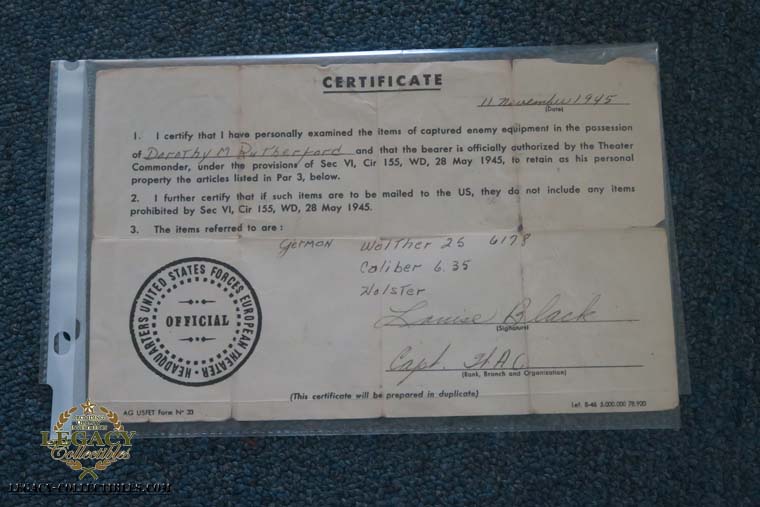 CERTIFICATE
11 November 1945
(Date)
1. I certify that I have personally examined the items of captured enemy equipment in the possession
of Dorothy M Rutherford and that the bearer is officially authorized by the Theater
Commander, under the provisions of Sec VI, Cir 155, WD, 28 May 1945, to retain as his personal
property the articles listed in Par 3, below.
2. I further certify that if such items are to be mailed to the US, they do not include any items
prohibited by Sec VI, Cir 155, WD, 28 May 1945.
3. The items referred to are :
German Walther 25 6178
Caliber 6.35
Holster
HEADQUARTERS UNITED STATES FORCES EUROPEAN THEATER
OFFICIAL
Louise Black
(Signature)
Capt.
(Rank, Branch and Organization)
(This certificate will be prepared in duplicate)
AG USFET Form No 33
8-46 5.000.000 78.920
LEGACY
Collectibles
LEGACY-COLLECTIBLES.COM